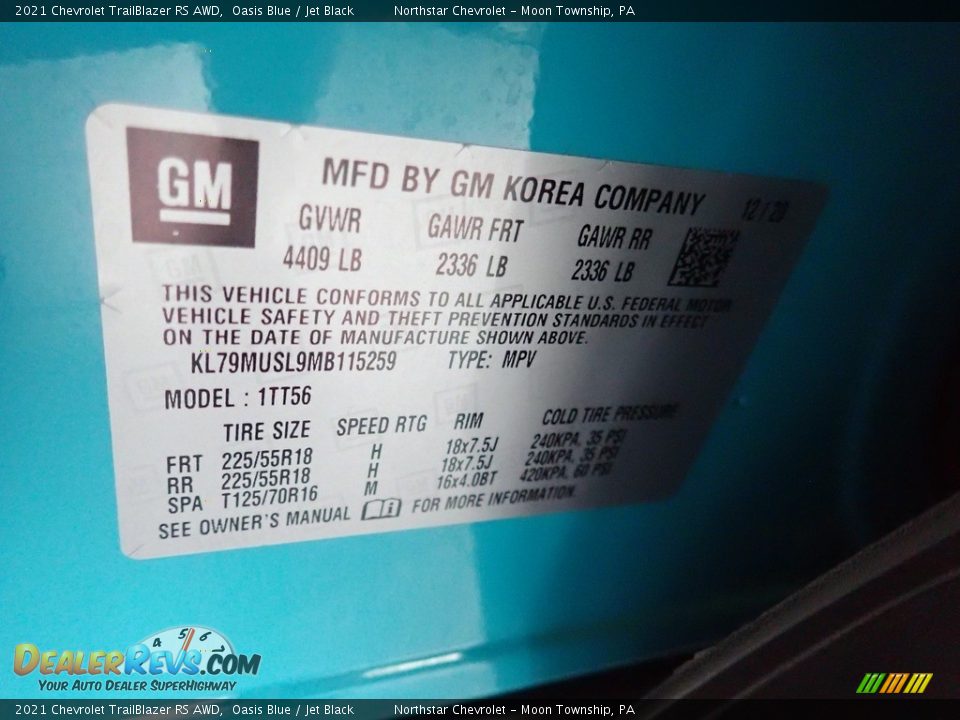 2021 Chevrolet TrailBlazer RS AWD, Oasis Blue / Jet Black Northstar Chevrolet - Moon Township, PA
GM
MFD BY GM KOREA COMPANY 12 / 20
GVWR GAWR FRT GAWR RR
4409 LB 2336 LB 2336 LB
THIS VEHICLE CONFORMS TO ALL APPLICABLE U.S. FEDERAL MOTOR
VEHICLE SAFETY AND THEFT PREVENTION STANDARDS IN EFFECT
ON THE DATE OF MANUFACTURE SHOWN ABOVE.
KL79MUSL9MB115259 TYPE: MPV
MODEL : 1TT56
TIRE SIZE SPEED RTG RIM COLD TIRE PRESSURE
FRT 225/55R18 H 18x7.5J 240KPA, 35 PSI
RR 225/55R18 H 18x7.5J 240KPA, 35 PSI
SPA T125/70R16 M 16x4.0BT 420KPA, 60 PSI
SEE OWNER'S MANUAL i FOR MORE INFORMATION.
4 5 6
DEALERREVS.COM
YOUR AUTO DEALER SUPERHIGHWAY
2021 Chevrolet TrailBlazer RS AWD, Oasis Blue / Jet Black Northstar Chevrolet - Moon Township, PA